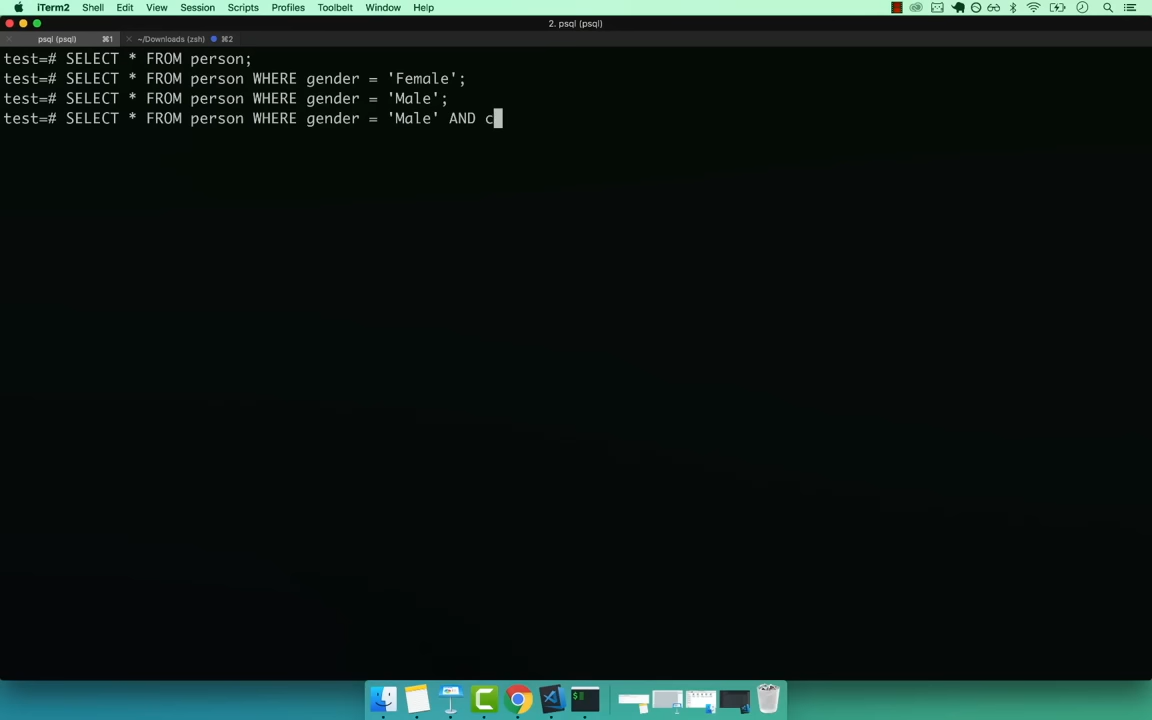 iTerm2 Shell Edit View Session Scripts Profiles Toolbelt Window Help
2. psql (psql)
psql (psql) ⌘1 ~/Downloads (zsh) ⌘2
test=# SELECT * FROM person;
test=# SELECT * FROM person WHERE gender = 'Female';
test=# SELECT * FROM person WHERE gender = 'Male';
test=# SELECT * FROM person WHERE gender = 'Male' AND c